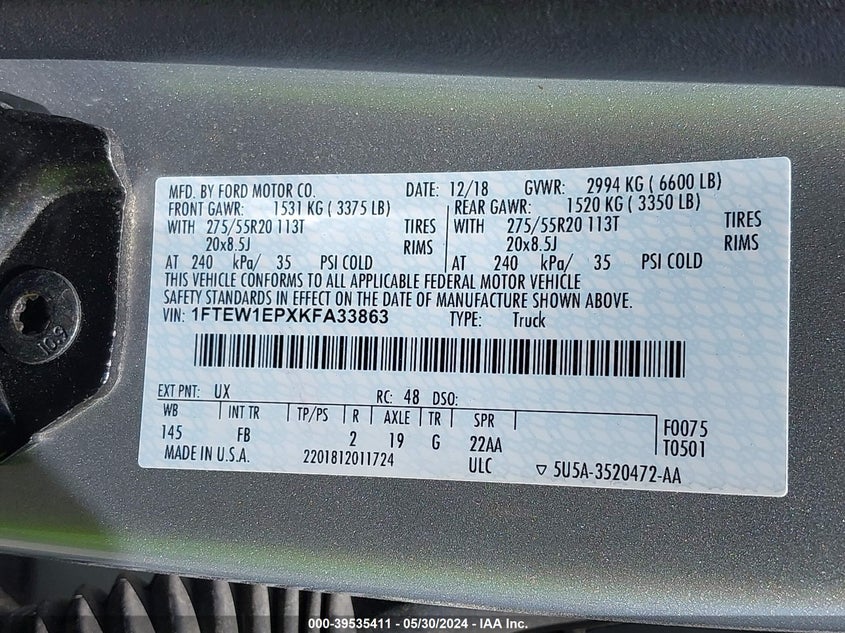 MFD. BY FORD MOTOR CO. DATE: 12/18 GVWR: 2994 KG ( 6600 LB)
FRONT GAWR: 1531 KG ( 3375 LB) REAR GAWR: 1520 KG ( 3350 LB)
WITH 275/55R20 113T TIRES WITH 275/55R20 113T TIRES
20x8.5J RIMS 20x8.5J RIMS
AT 240 kPa/ 35 PSI COLD AT 240 kPa/ 35 PSI COLD
THIS VEHICLE CONFORMS TO ALL APPLICABLE FEDERAL MOTOR VEHICLE
SAFETY STANDARDS IN EFFECT ON THE DATE OF MANUFACTURE SHOWN ABOVE.
VIN: 1FTEW1EPXKFA33863 TYPE: Truck
EXT PNT: UX RC: 48 DSO:
WB INT TR TP/PS R AXLE TR SPR F0075
145 FB 2 19 G 22AA T0501
MADE IN U.S.A. 2201812011724 ULC 5U5A-3520472-AA
10.9
000-39535411 - 05/30/2024 - IAA Inc.